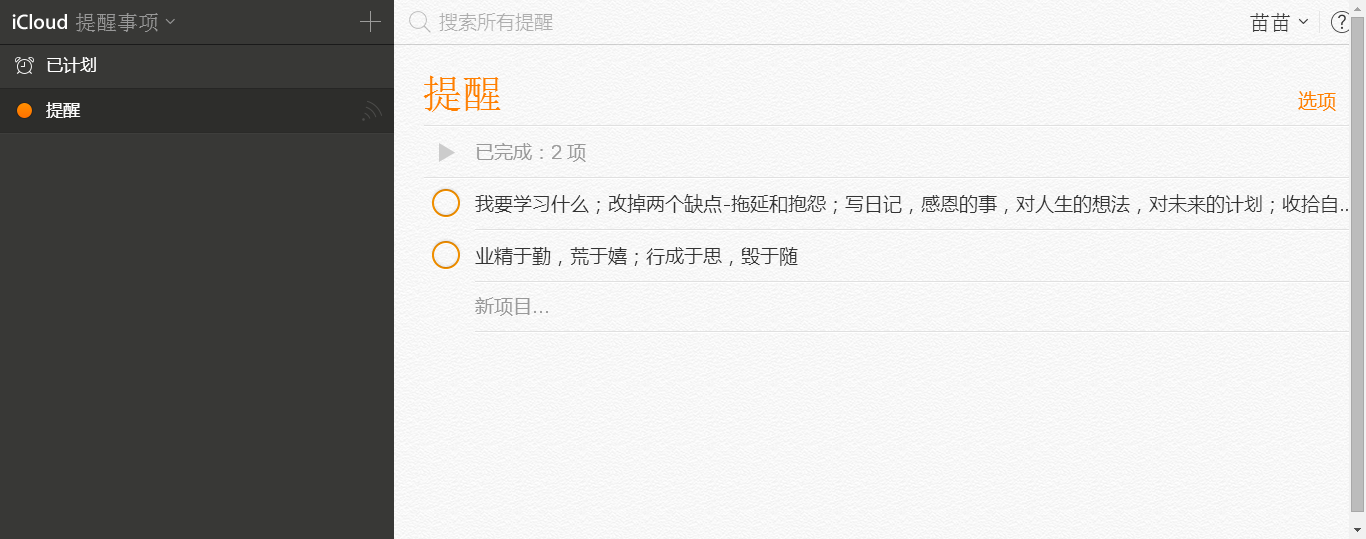 iCloud 提醒事项
搜索所有提醒
苗苗
?
已计划
提醒
提醒
选项
已完成：2 项
我要学习什么；改掉两个缺点-拖延和抱怨；写日记，感恩的事，对人生的想法，对未来的计划；收拾自...
业精于勤，荒于嬉；行成于思，毁于随
新项目...